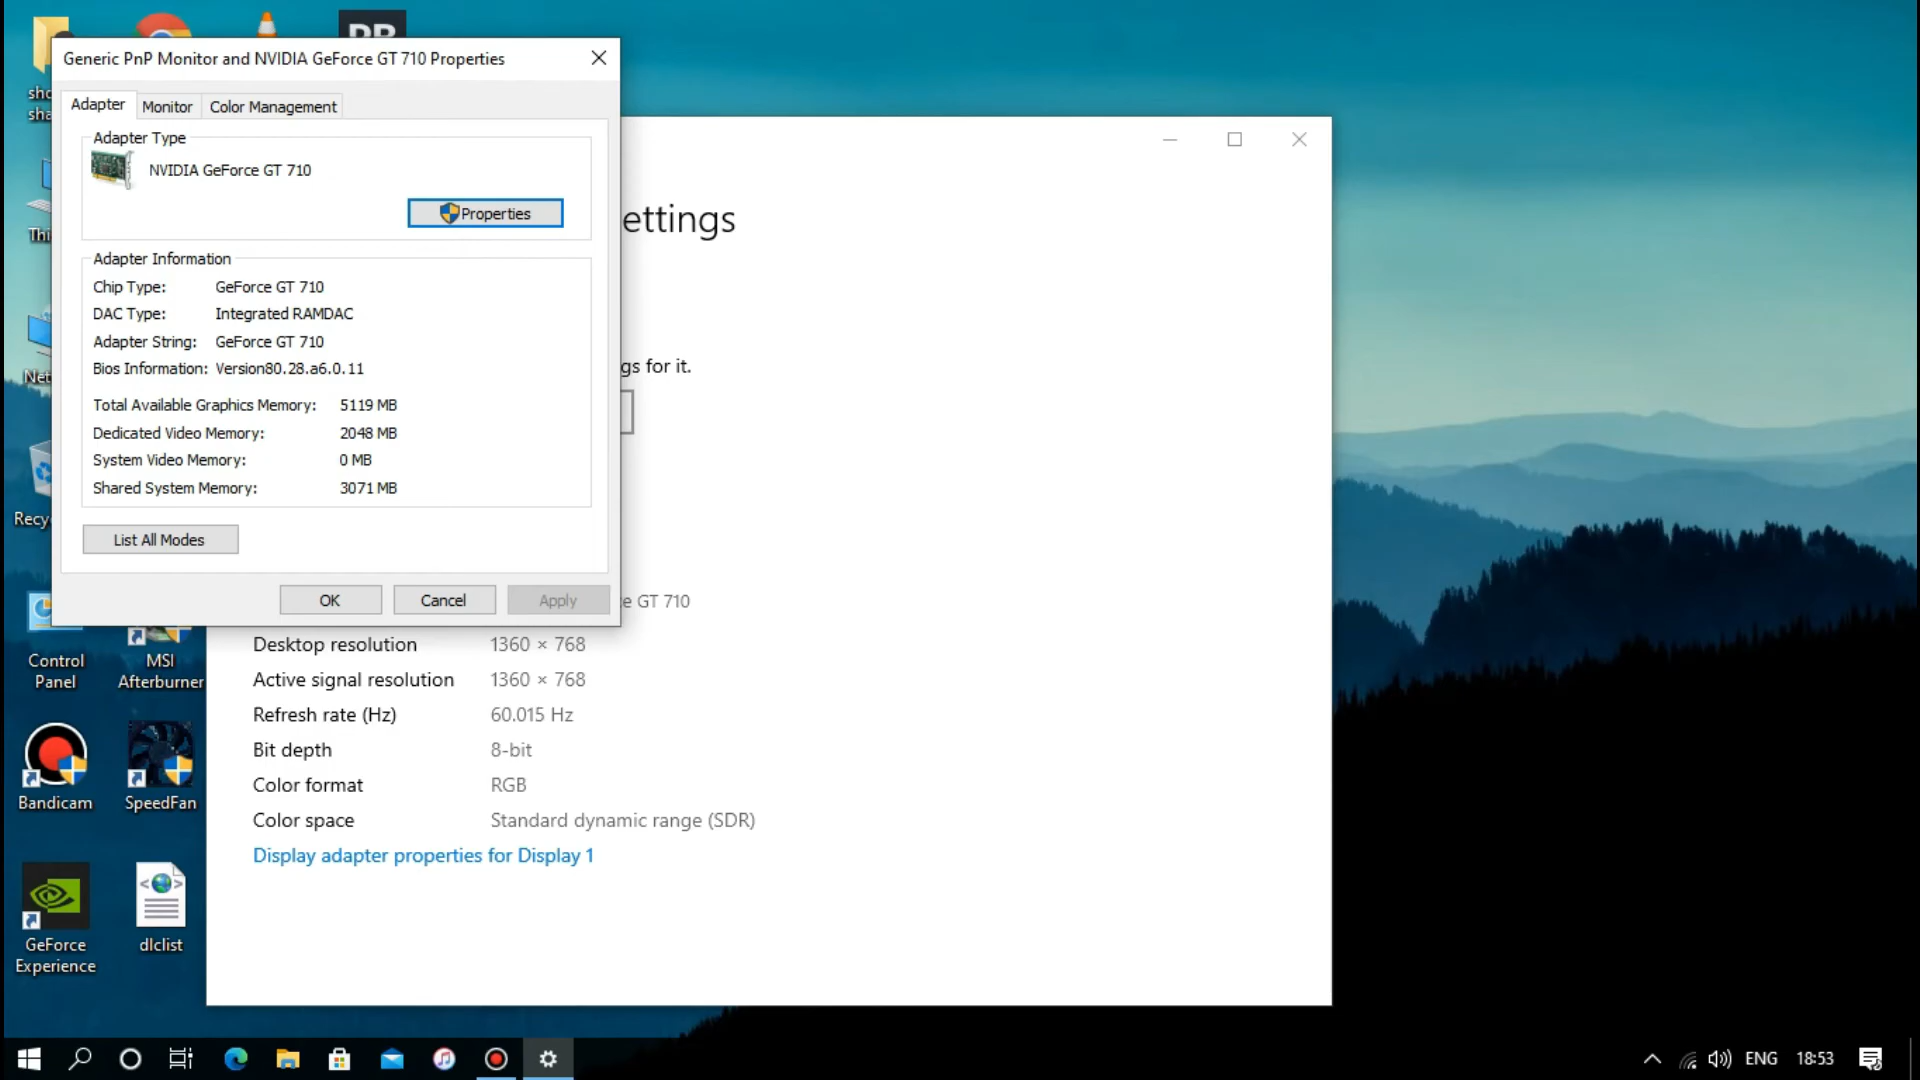 Generic PnP Monitor and NVIDIA GeForce GT 710 Properties
Adapter
Monitor
Color Management
Adapter Type
NVIDIA GeForce GT 710
Properties
Adapter Information
Chip Type: GeForce GT 710
DAC Type: Integrated RAMDAC
Adapter String: GeForce GT 710
Bios Information: Version80.28.a6.0.11
Total Available Graphics Memory: 5119 MB
Dedicated Video Memory: 2048 MB
System Video Memory: 0 MB
Shared System Memory: 3071 MB
List All Modes
OK
Cancel
Apply
ettings
gs for it.
e GT 710
Desktop resolution 1360 × 768
Active signal resolution 1360 × 768
Refresh rate (Hz) 60.015 Hz
Bit depth 8-bit
Color format RGB
Color space Standard dynamic range (SDR)
Display adapter properties for Display 1
sha
Thi
Net
Recy
Control
Panel
MSI
Afterburner
Bandicam
SpeedFan
GeForce
Experience
dlclist
ENG
18:53